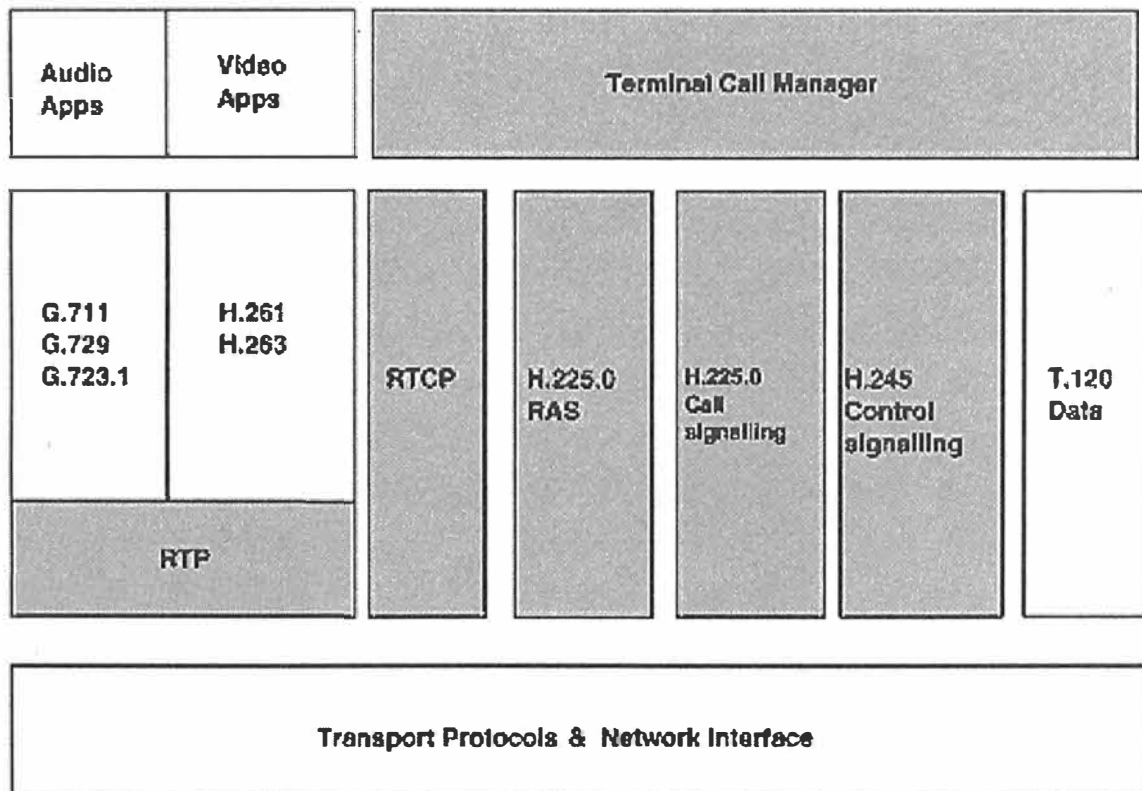 Audio
Apps
Video
Apps
Terminal Call Manager
G.711
G.729
G.723.1
H.261
H.263
RTP
RTCP
H.225.0
RAS
H.225.0
Call
signalling
H.245
Control
signalling
T.120
Data
Transport Protocols & Network Interface